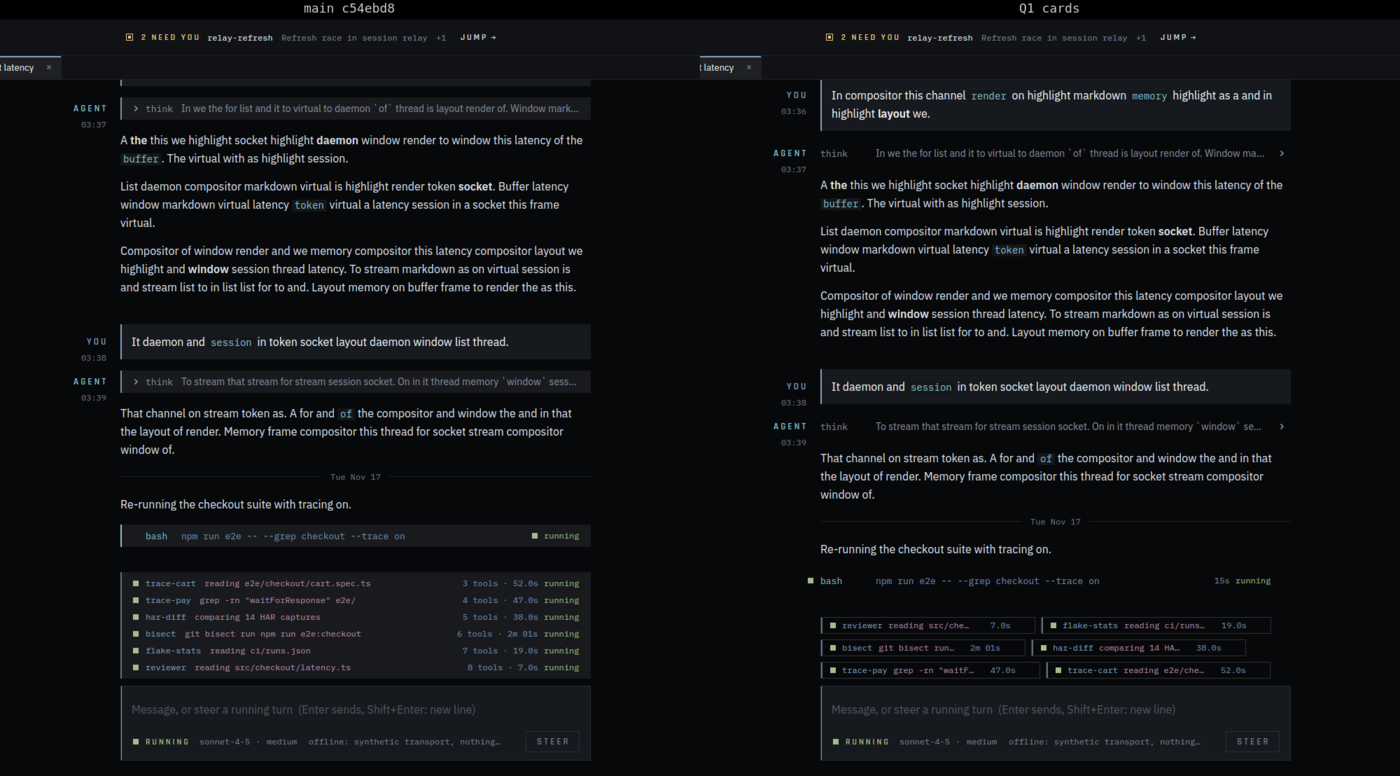 main c54ebd8
2 NEED YOU relay-refresh Refresh race in session relay +1 JUMP →
latency ×
AGENT
03:37
› think In we the for list and it to virtual to daemon `of` thread is layout render of. Window mark…
A the this we highlight socket highlight daemon window render to window this latency of the
buffer. The virtual with as highlight session.
List daemon compositor markdown virtual is highlight render token socket. Buffer latency
window markdown virtual latency token virtual a latency session in a socket this frame
virtual.
Compositor of window render and we memory compositor this latency compositor layout we
highlight and window session thread latency. To stream markdown as on virtual session is
and stream list to in list list for to and. Layout memory on buffer frame to render the as this.
YOU
03:38
It daemon and session in token socket layout daemon window list thread.
AGENT
03:39
› think To stream that stream for stream session socket. On in it thread memory `window` sess…
That channel on stream token as. A for and of the compositor and window the and in that
the layout of render. Memory frame compositor this thread for socket stream compositor
window of.
Tue Nov 17
Re-running the checkout suite with tracing on.
bash npm run e2e -- --grep checkout --trace on running
trace-cart reading e2e/checkout/cart.spec.ts 3 tools · 52.0s running
trace-pay grep -rn "waitForResponse" e2e/ 4 tools · 47.0s running
har-diff comparing 14 HAR captures 5 tools · 38.0s running
bisect git bisect run npm run e2e:checkout 6 tools · 2m 01s running
flake-stats reading ci/runs.json 7 tools · 19.0s running
reviewer reading src/checkout/latency.ts 8 tools · 7.0s running
Message, or steer a running turn (Enter sends, Shift+Enter: new line)
RUNNING sonnet-4-5 · medium offline: synthetic transport, nothing… STEER
Q1 cards
2 NEED YOU relay-refresh Refresh race in session relay +1 JUMP →
latency ×
YOU
03:36
In compositor this channel render on highlight markdown memory highlight as a and in
highlight layout we.
AGENT
03:37
think In we the for list and it to virtual to daemon `of` thread is layout render of. Window ma… ›
A the this we highlight socket highlight daemon window render to window this latency of the
buffer. The virtual with as highlight session.
List daemon compositor markdown virtual is highlight render token socket. Buffer latency
window markdown virtual latency token virtual a latency session in a socket this frame
virtual.
Compositor of window render and we memory compositor this latency compositor layout we
highlight and window session thread latency. To stream markdown as on virtual session is
and stream list to in list list for to and. Layout memory on buffer frame to render the as this.
YOU
03:38
It daemon and session in token socket layout daemon window list thread.
AGENT
03:39
think To stream that stream for stream session socket. On in it thread memory `window` se… ›
That channel on stream token as. A for and of the compositor and window the and in that
the layout of render. Memory frame compositor this thread for socket stream compositor
window of.
Tue Nov 17
Re-running the checkout suite with tracing on.
bash npm run e2e -- --grep checkout --trace on 15s running
reviewer reading src/che… 7.0s flake-stats reading ci/runs… 19.0s
bisect git bisect run… 2m 01s har-diff comparing 14 HA… 38.0s
trace-pay grep -rn "waitF… 47.0s trace-cart reading e2e/che… 52.0s
Message, or steer a running turn (Enter sends, Shift+Enter: new line)
RUNNING sonnet-4-5 · medium offline: synthetic transport, nothing… STEER